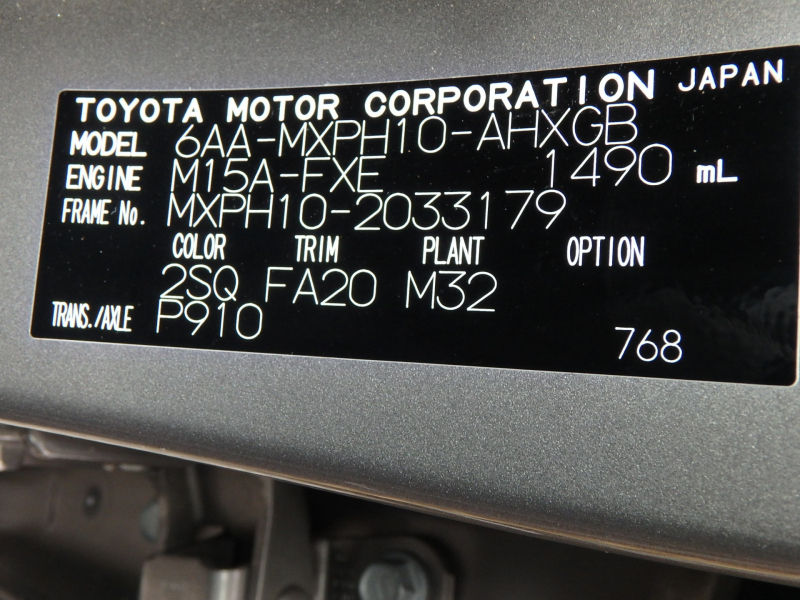 TOYOTA MOTOR CORPORATION JAPAN
MODEL 6AA-MXPH10-AHXGB
ENGINE M15A-FXE 1490 mL
FRAME No. MXPH10-2033179
COLOR TRIM PLANT OPTION
2SQ FA20 M32
TRANS./AXLE P910
768